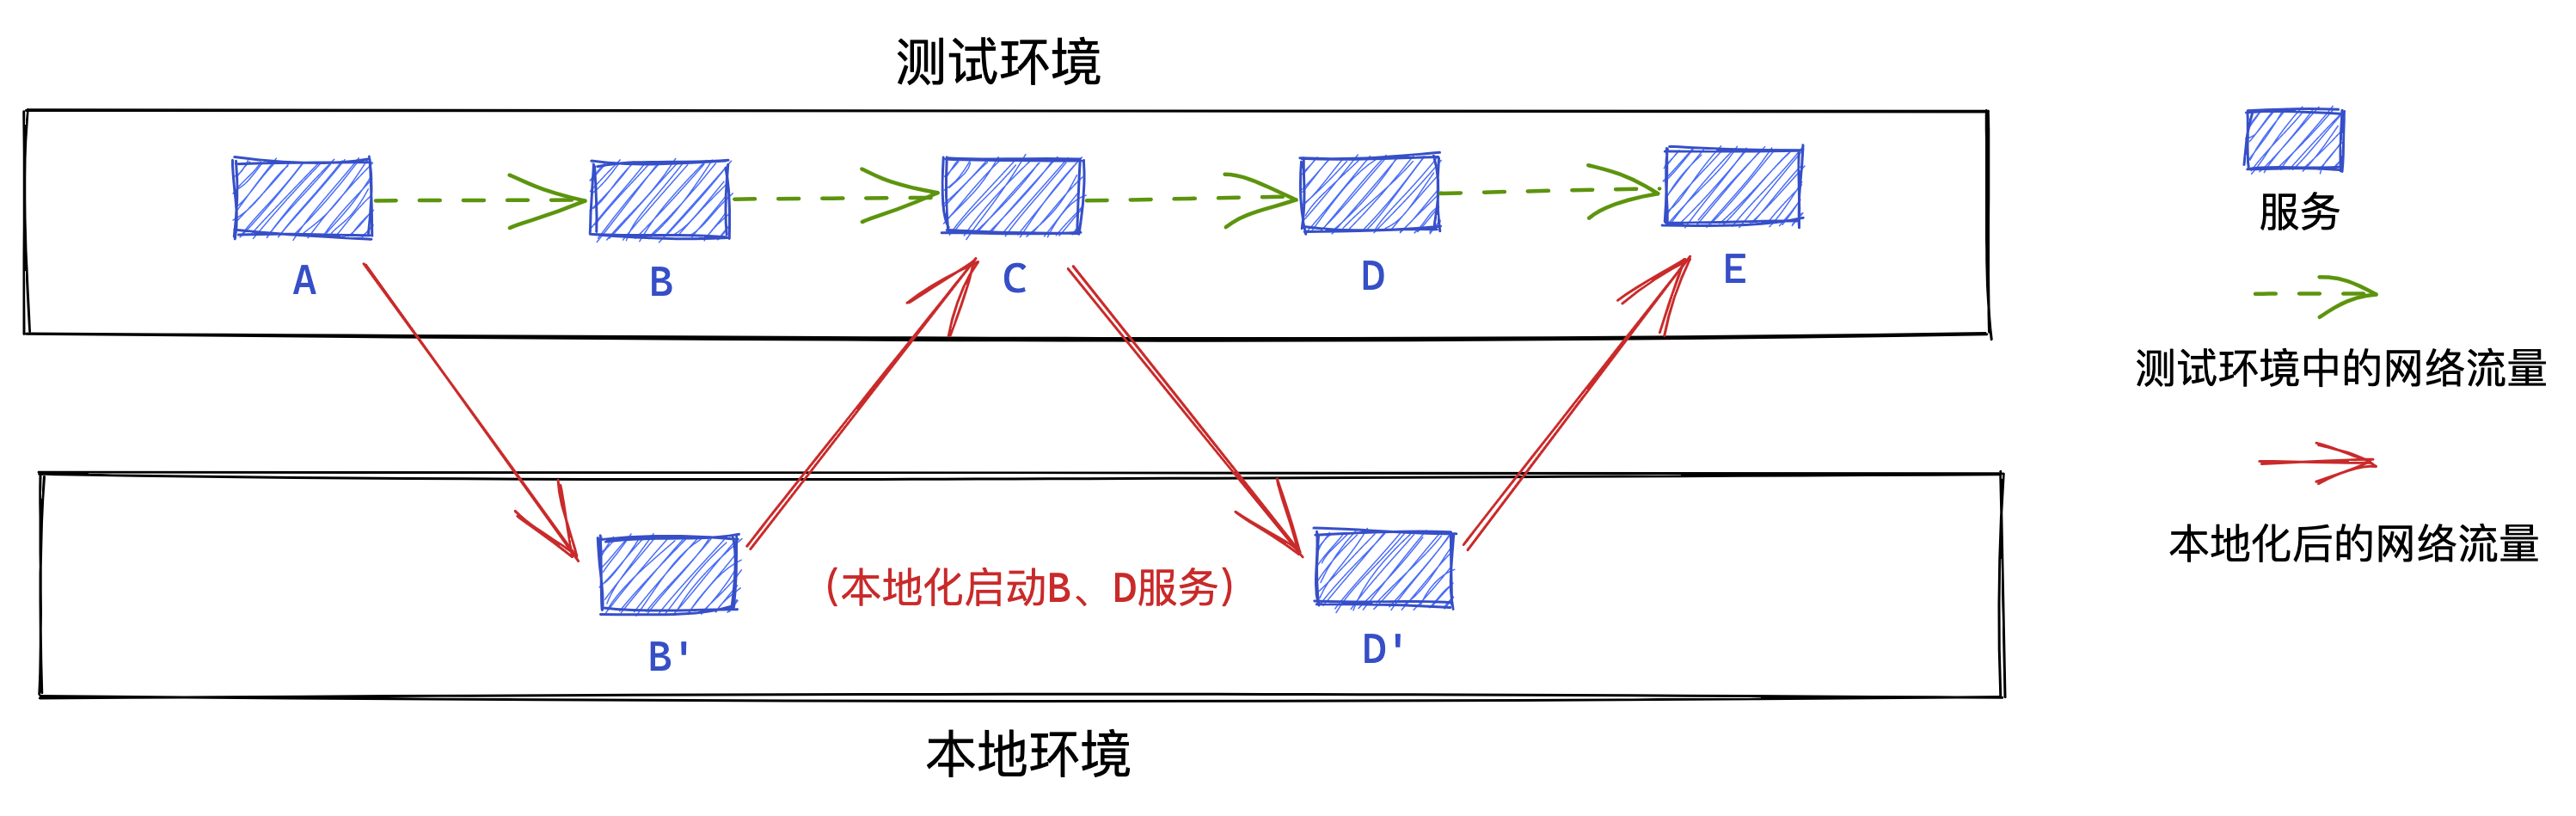 测试环境
A
B
C
D
E
服务
测试环境中的网络流量
本地化后的网络流量
(本地化启动B、D服务)
B'
D'
本地环境